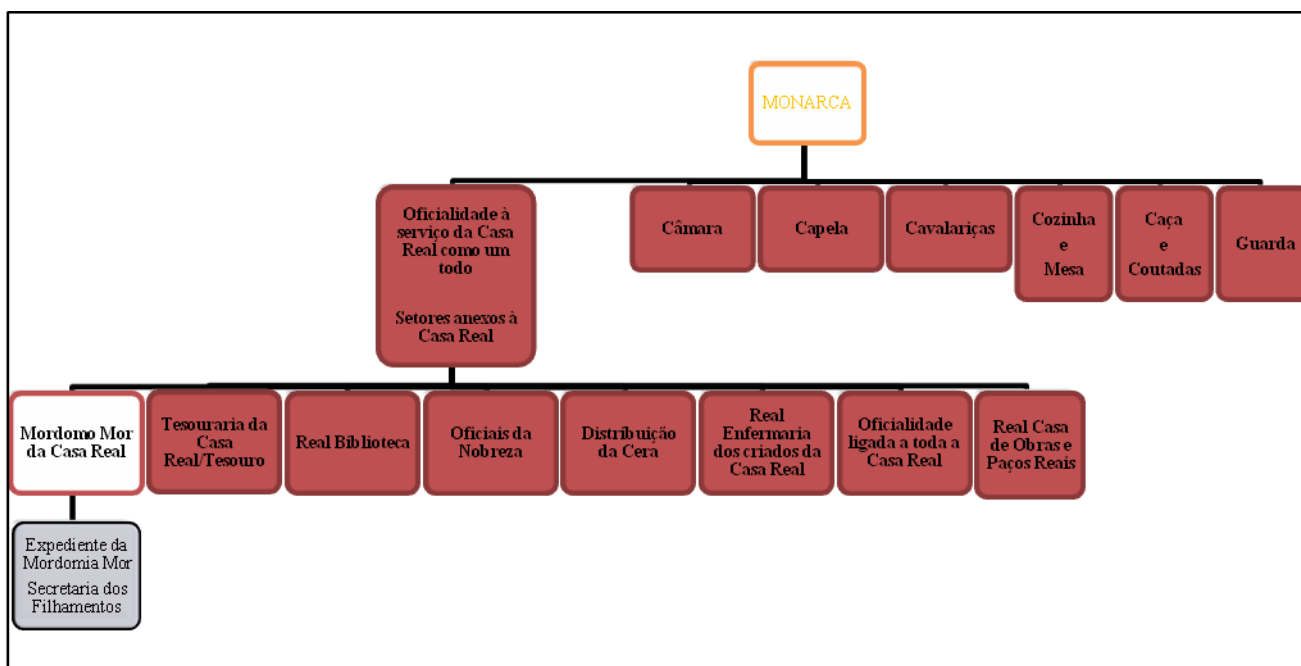 MONARCA
Oficialidade à
serviço da Casa
Real como um
todo
Setores anexos à
Casa Real
Câmara
Capela
Cavalariças
Cozinha
e
Mesa
Caça
e
Coutadas
Guarda
Mordomo Mor
da Casa Real
Tesouraria da
Casa
Real/Tesouro
Real Biblioteca
Oficiais da
Nobreza
Distribuição
da Cera
Real
Enfermaria
dos criados da
Casa Real
Oficialidade
ligada a toda a
Casa Real
Real Casa
de Obras e
Paços Reais
Expediente da
Mordomia Mor
Secretaria dos
Filhamentos